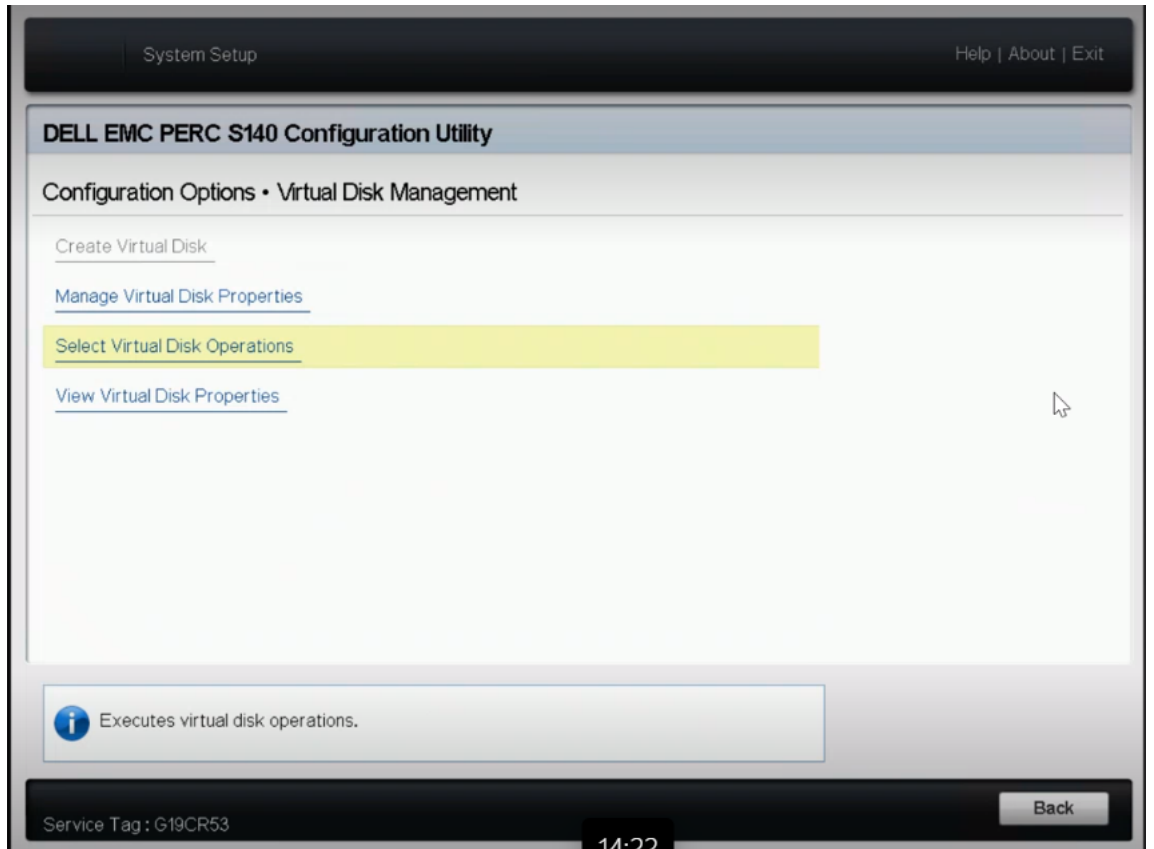 System Setup
Help | About | Exit
DELL EMC PERC S140 Configuration Utility
Configuration Options • Virtual Disk Management
Create Virtual Disk
Manage Virtual Disk Properties
Select Virtual Disk Operations
View Virtual Disk Properties
Executes virtual disk operations.
Back
Service Tag : G19CR53
14:22